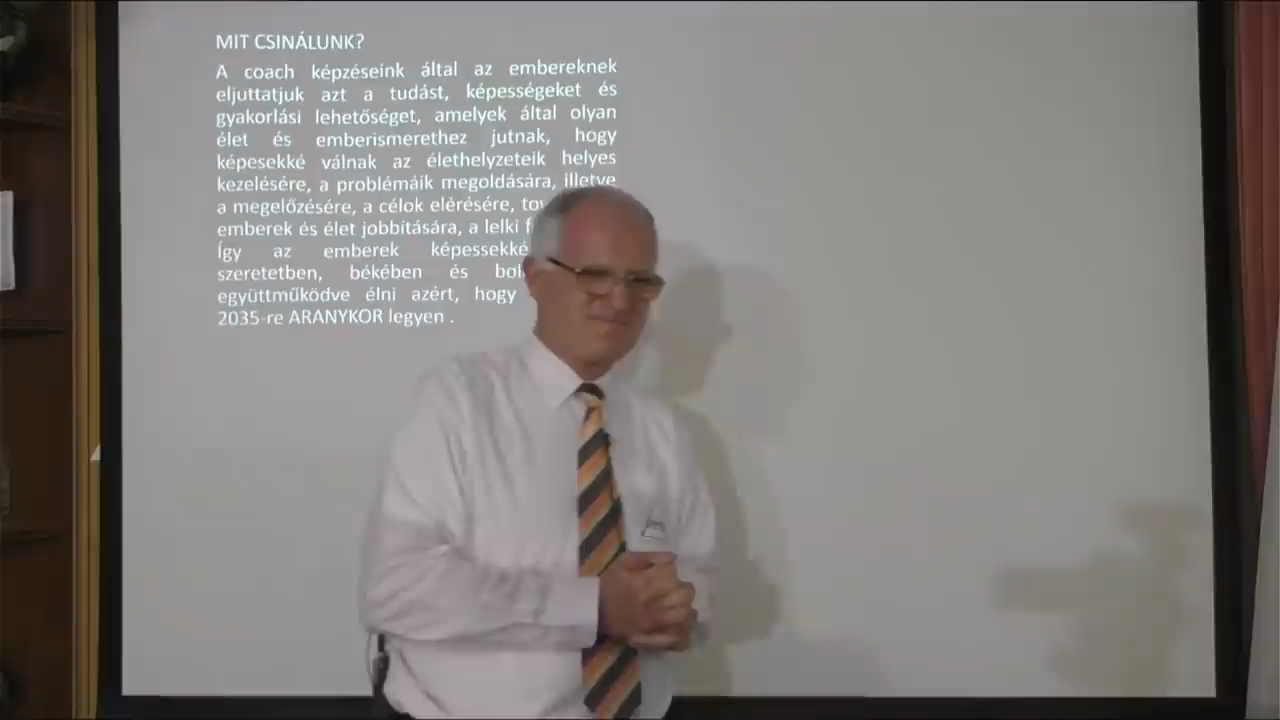 MIT CSINÁLUNK?
A coach képzéseink által az embereknek
eljuttatjuk azt a tudást, képességeket és
gyakorlási lehetőséget, amelyek által olyan
élet és emberismerethez jutnak, hogy
képesekké válnak az élethelyzeteik helyes
kezelésére, a problémáik megoldására, illetve
a megelőzésére, a célok elérésére,
emberek és élet jobbítására, a lelki
Így az emberek képessekké
szeretetben, békében és
együttműködve élni azért, hogy
2035-re ARANYKOR legyen .